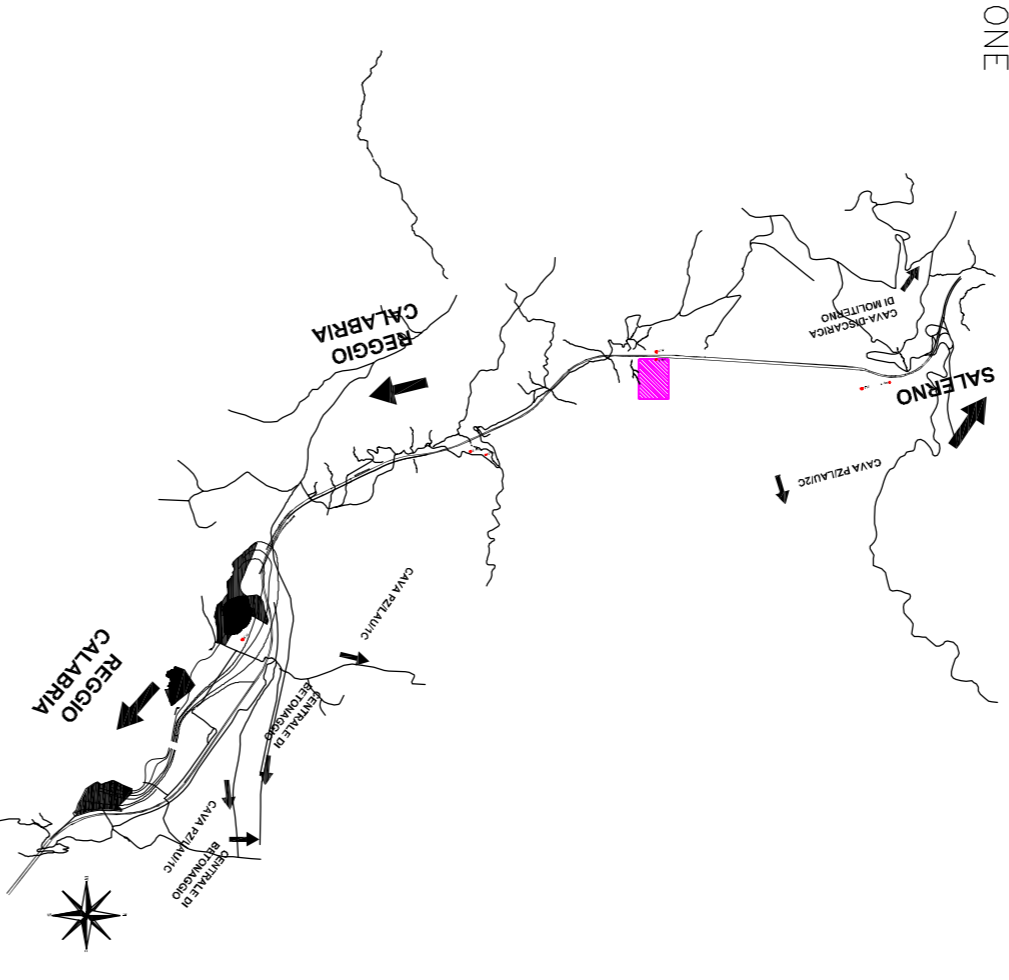 ONE
CAVA-DISCARICA
DI MOLITERNO
REGGIO
CALABRIA
SALERNO
CAVA PZ/LAU/2C
CAVA PZ/LAU/1C
REGGIO
CALABRIA
CENTRALE DI
BETONAGGIO
CAVA PZ/LAU/1C
CENTRALE DI
BETONAGGIO